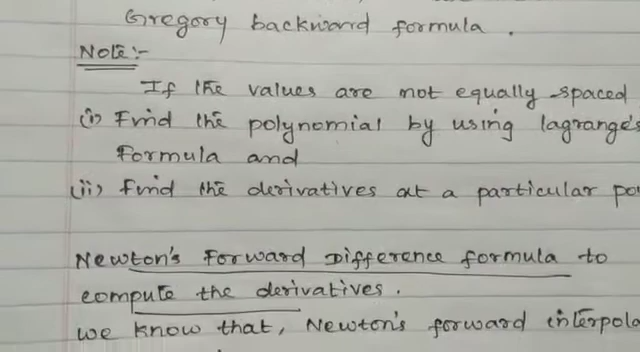 Gregory backward formula.
Note:-
If the values are not equally spaced
(i) Find the polynomial by using lagrange's
formula and
(ii) Find the derivatives at a particular
Newton's Forward Difference formula to
compute the derivatives.
we know that, Newton's forward